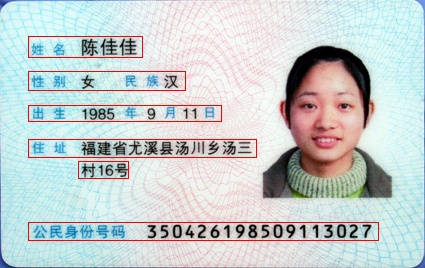 姓名 陈佳佳
性别 女 民族 汉
出生 1985 年 9 月 11 日
住址 福建省尤溪县汤川乡汤三
村16号
公民身份号码 350426198509113027